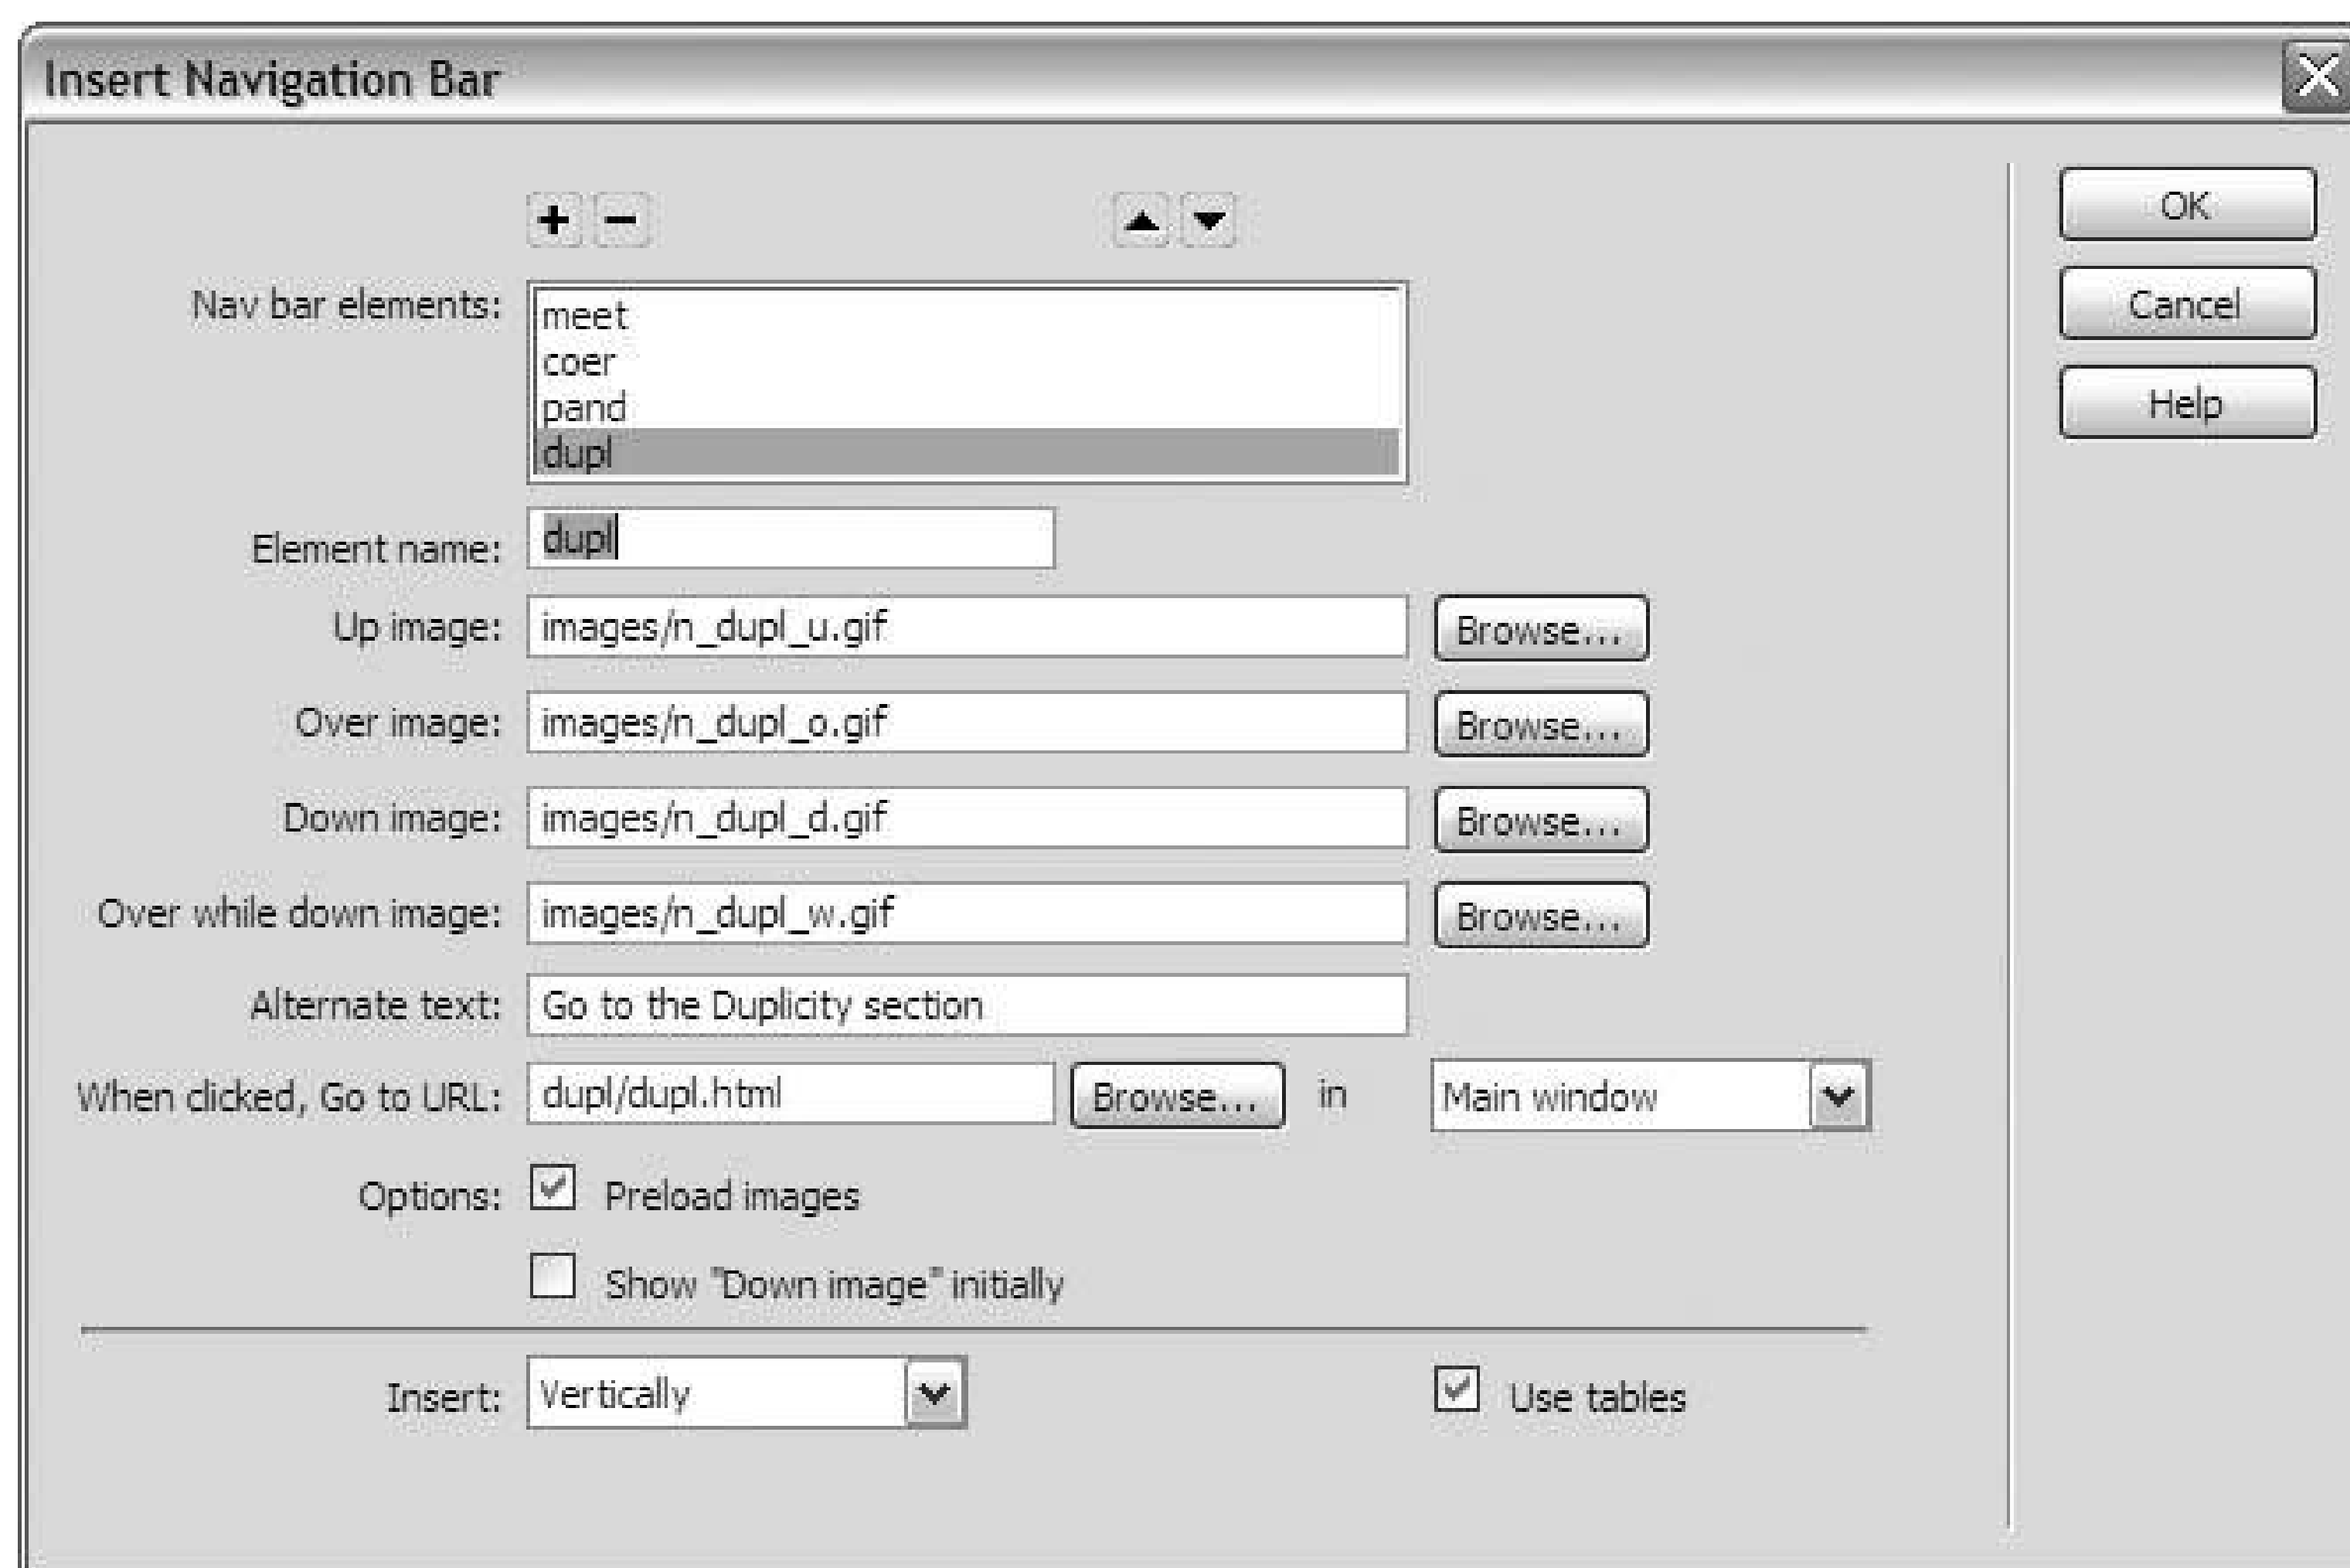 Insert Navigation Bar
OK
Nav bar elements: meet
coer
pand
dupl
Cancel
Help
Element name: dupl
Up image: images/n_dupl_u.gif Browse...
Over image: images/n_dupl_o.gif Browse...
Down image: images/n_dupl_d.gif Browse...
Over while down image: images/n_dupl_w.gif Browse...
Alternate text: Go to the Duplicity section
When clicked, Go to URL: dupl/dupl.html Browse... in Main window
Options: Preload images
Show "Down image" initially
Insert: Vertically Use tables